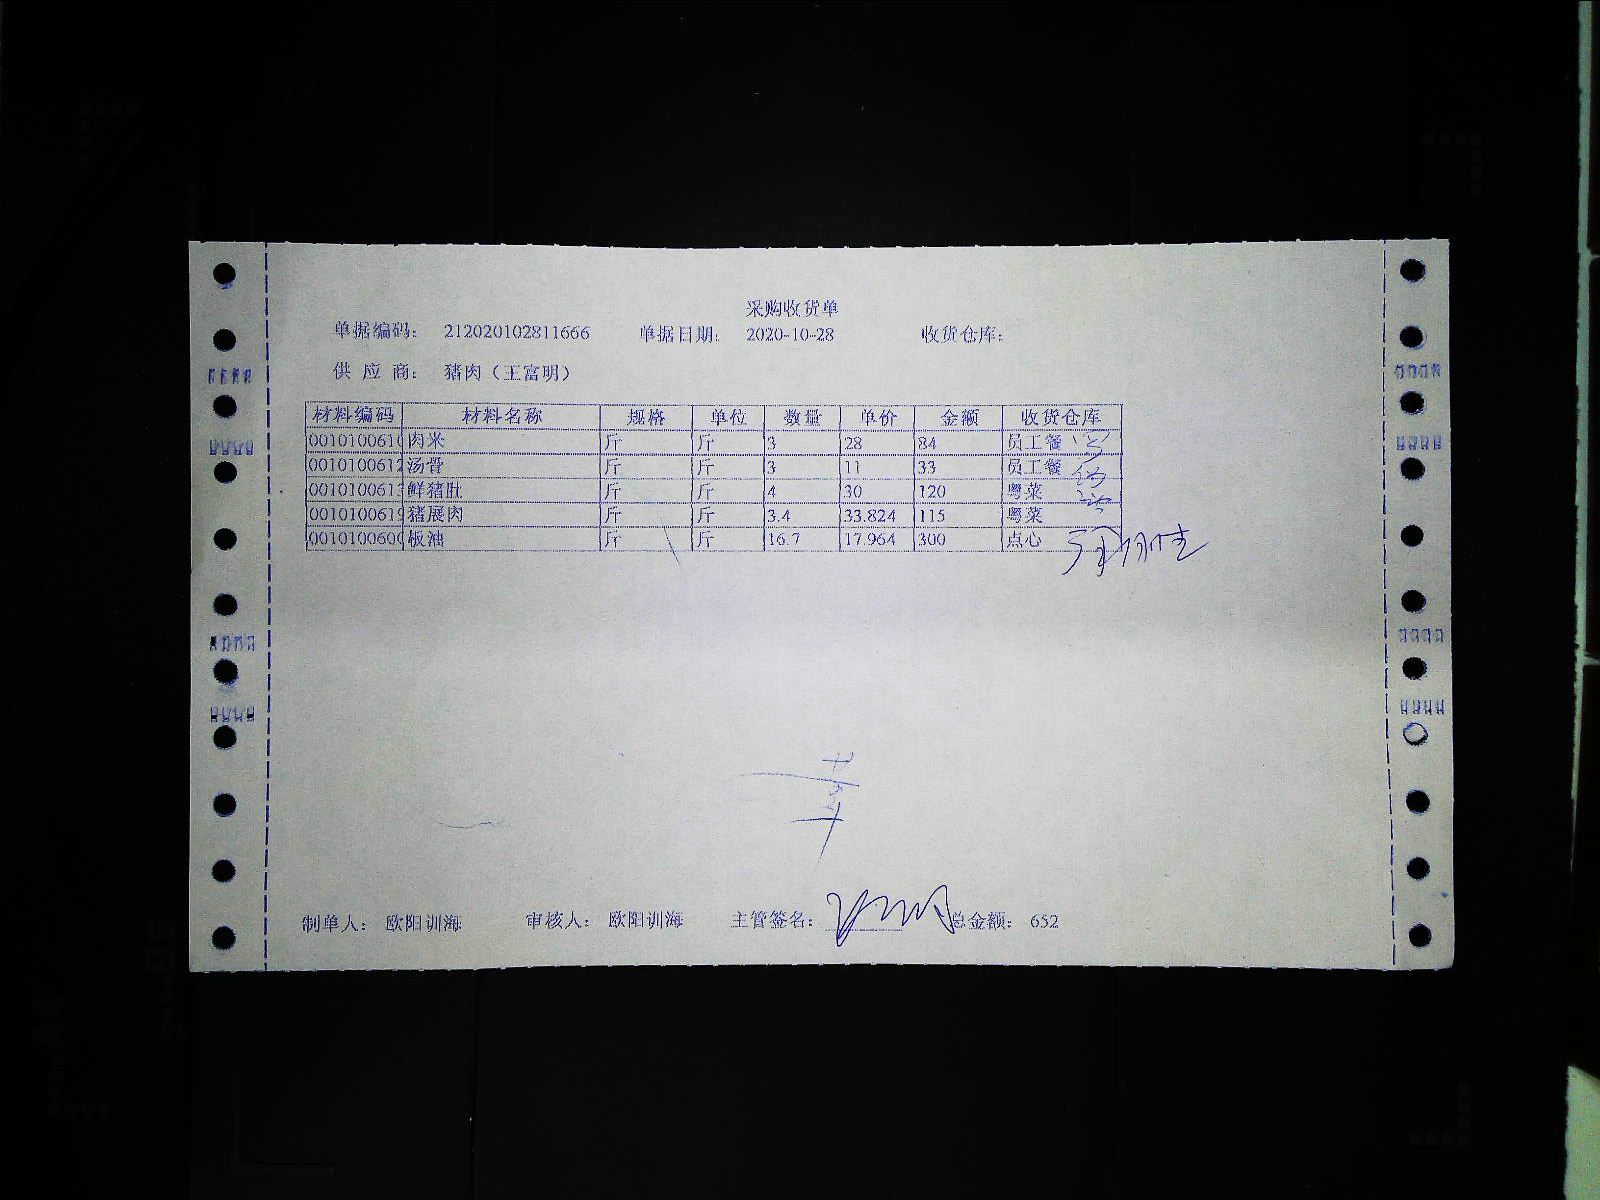 采购收货单
单据编码： 212020102811666 单据日期： 2020-10-28 收货仓库：
供 应 商： 猪肉（王富明）
材料编码 材料名称 规格 单位 数量 单价 金额 收货仓库
001010061 肉米 斤 斤 3 28 84 员工餐
001010061 汤骨 斤 斤 3 11 33 员工餐
001010061 鲜猪肚 斤 斤 4 30 120 粤菜
001010061 猪展肉 斤 斤 3.4 33.824 115 粤菜
001010060 板油 斤 斤 16.7 17.964 300 点心
制单人： 欧阳训海 审核人： 欧阳训海 主管签名： 总金额： 652